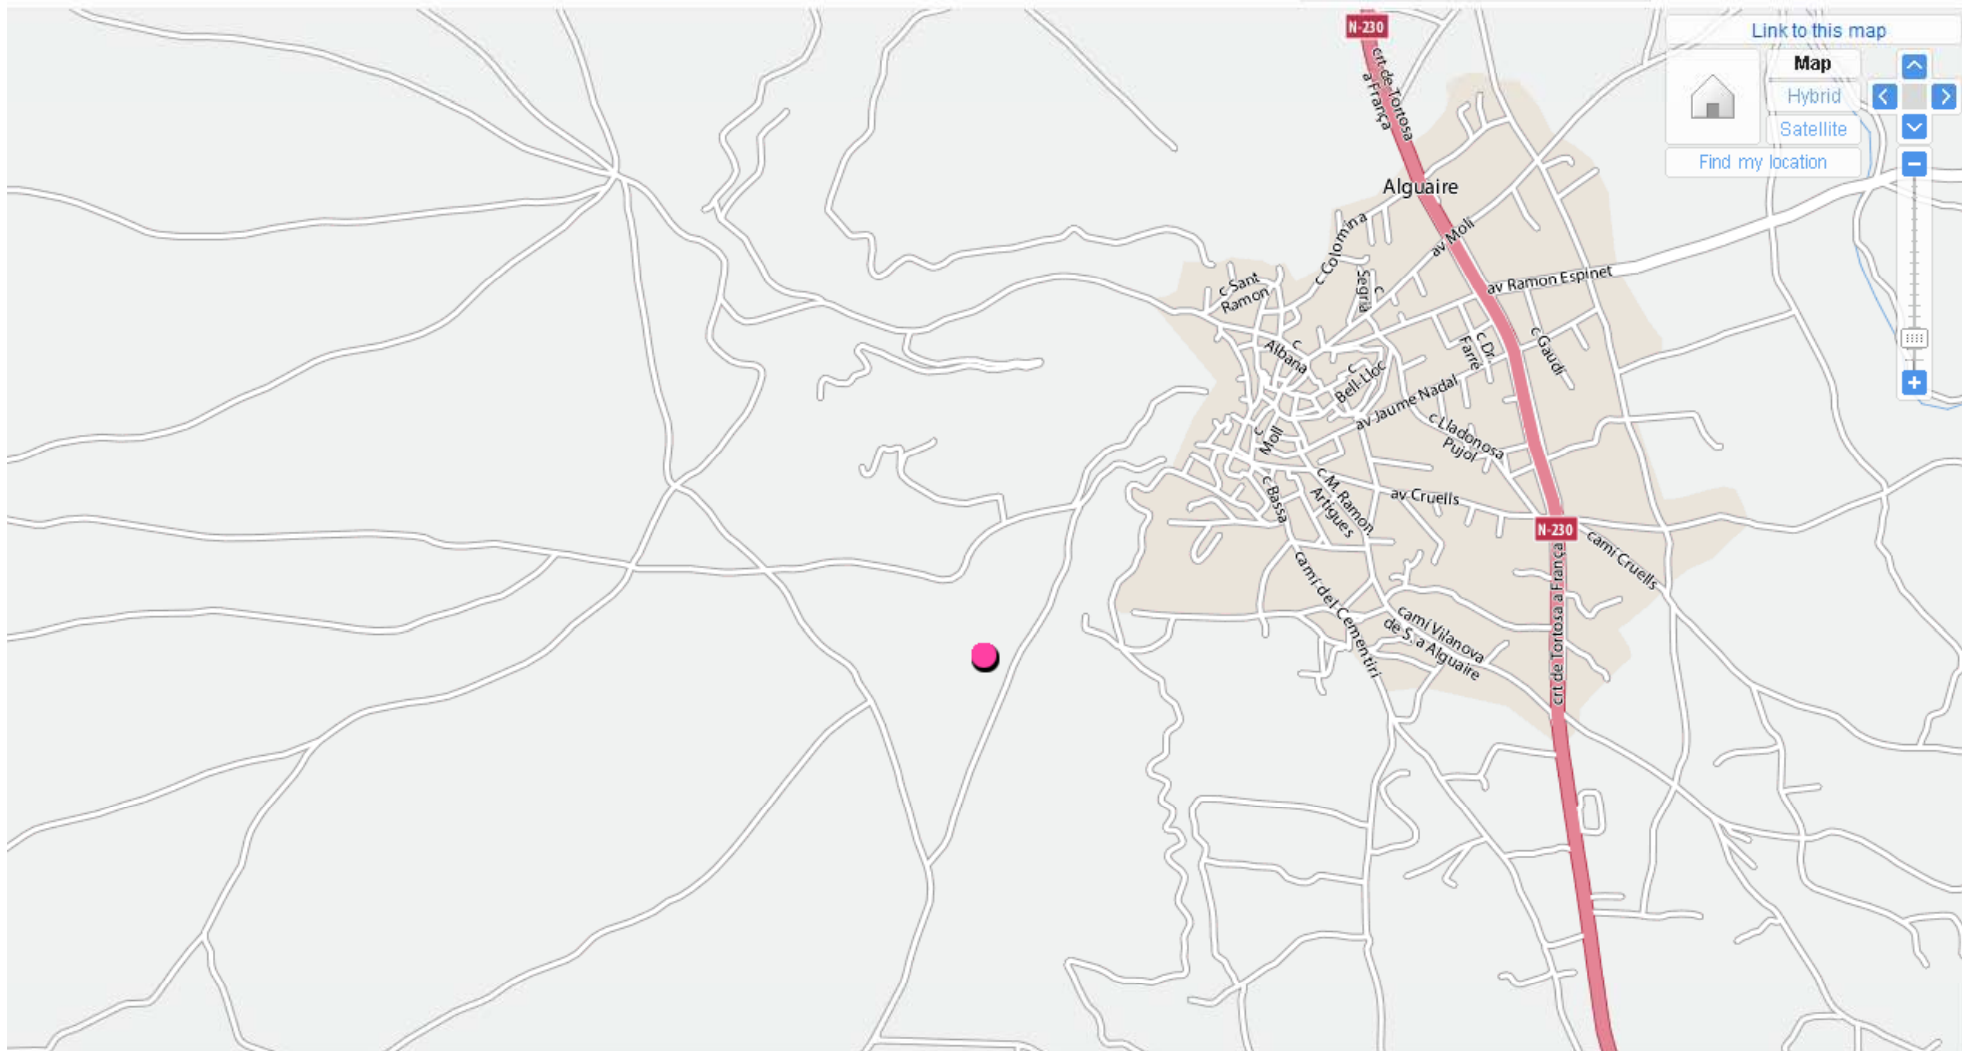 N-230
Link to this map
Map
Hybrid
Satellite
Find my location
crt de Tortosa
a França
Alguaire
c Colomina
av Molí
av Ramon Espinet
c Sant
Ramon
Segrià
c
c
Albana
c Dr.
Farré
c Gaudí
c
Bell-Lloc
av Jaume Nadal
c Lladonosa
Pujol
c
Moll
c Bassa
c M. Ramon
Artigues
av Cruells
N-230
camí Cruells
camí del Cementiri
camí Vilanova
de S. a Alguaire
crt de Tortosa a França